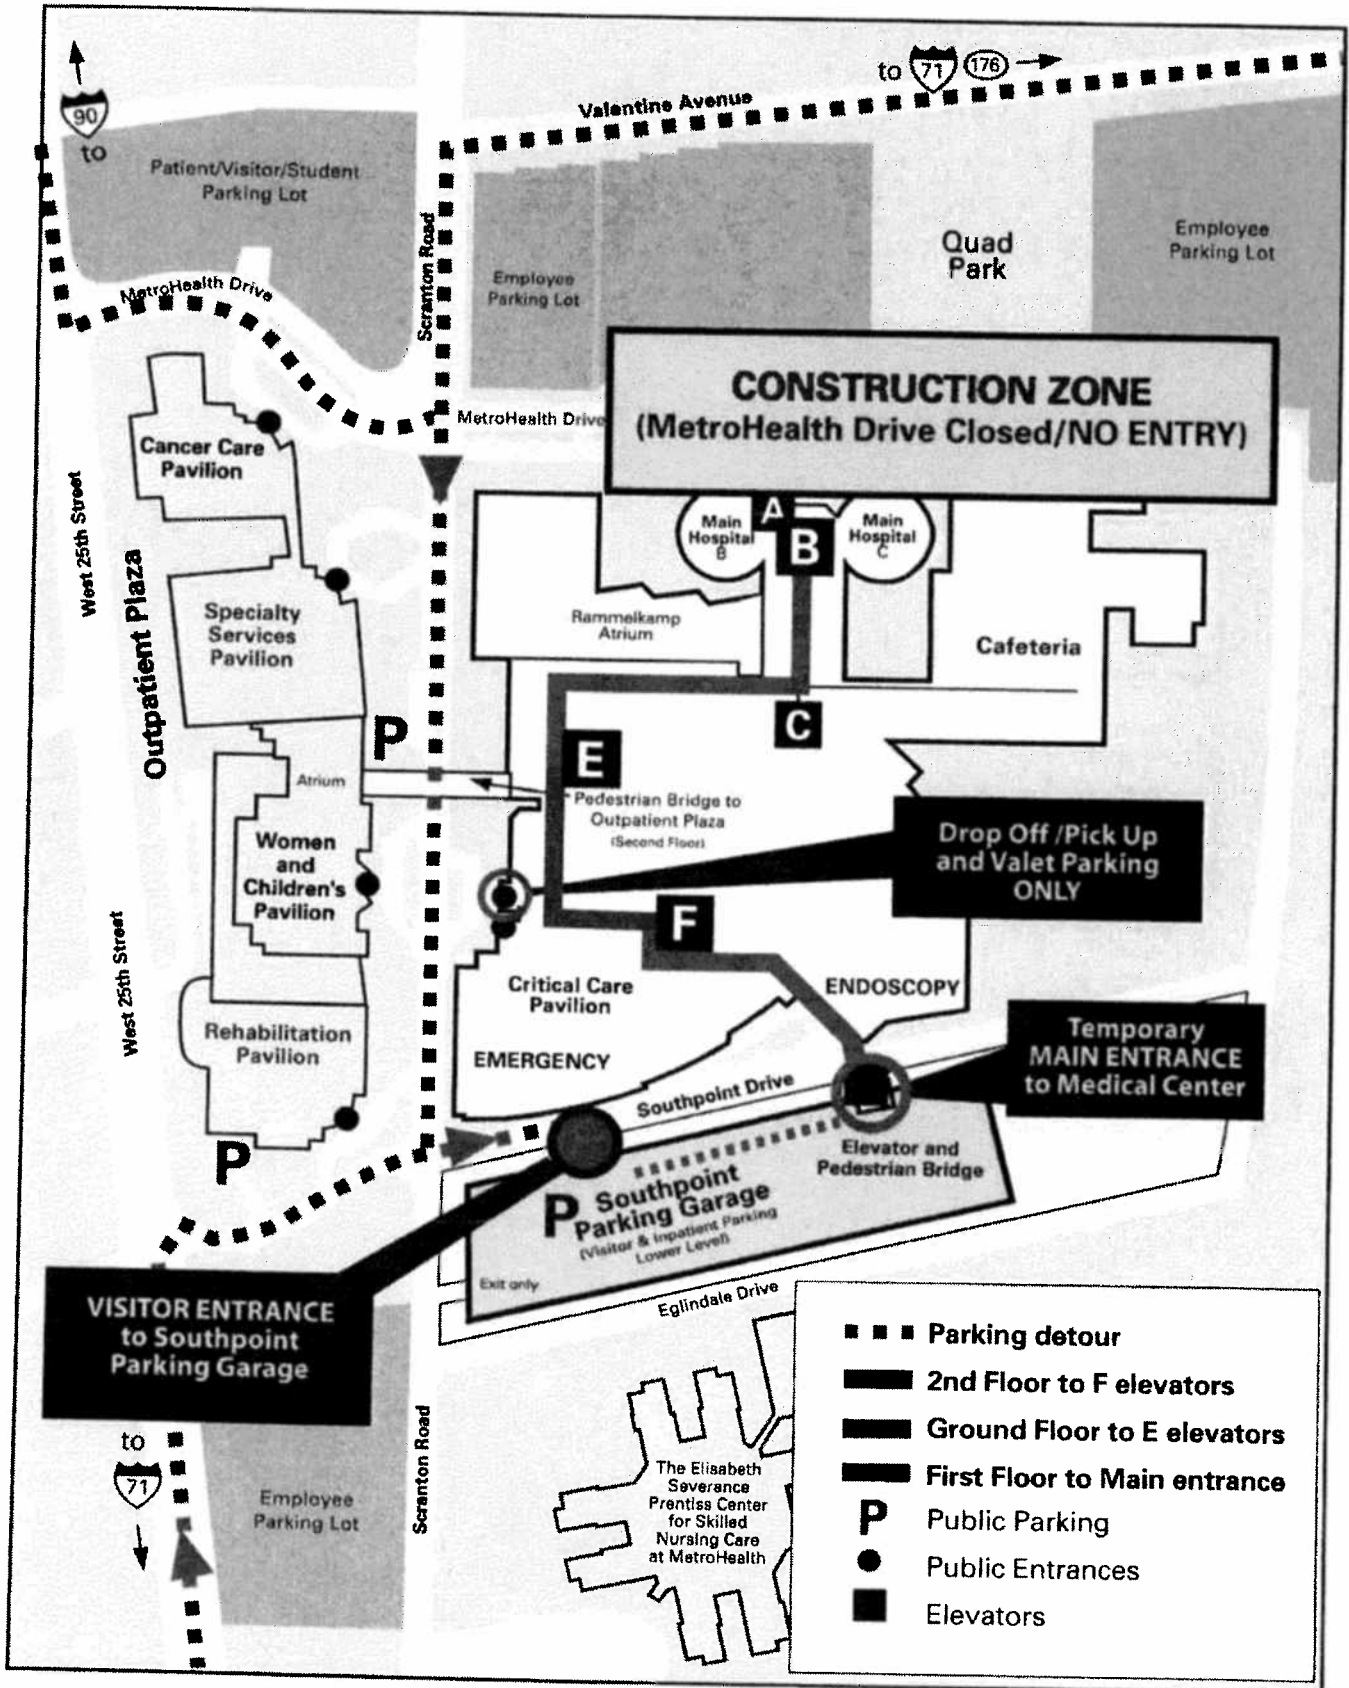 to 71 176
90
to
Valentine Avenue
Patient/Visitor/Student
Parking Lot
Scranton Road
Employee
Parking Lot
Quad
Park
Employee
Parking Lot
MetroHealth Drive
CONSTRUCTION ZONE
(MetroHealth Drive Closed/NO ENTRY)
MetroHealth Drive
Cancer Care
Pavilion
West 25th Street
Outpatient Plaza
A
B
Main
Hospital
B
Main
Hospital
C
Specialty
Services
Pavilion
Rammelkamp
Atrium
Cafeteria
P
C
E
Atrium
Pedestrian Bridge to
Outpatient Plaza
(Second Floor)
Women
and
Children's
Pavilion
Drop Off /Pick Up
and Valet Parking
ONLY
F
West 25th Street
Critical Care
Pavilion
ENDOSCOPY
Rehabilitation
Pavilion
EMERGENCY
Temporary
MAIN ENTRANCE
to Medical Center
Southpoint Drive
P
Elevator and
Pedestrian Bridge
P Southpoint
Parking Garage
(Visitor & Inpatient Parking
Lower Level)
Exit only
Eglindale Drive
VISITOR ENTRANCE
to Southpoint
Parking Garage
to
71
Employee
Parking Lot
Scranton Road
The Elisabeth
Severance
Prentiss Center
for Skilled
Nursing Care
at MetroHealth
Parking detour
2nd Floor to F elevators
Ground Floor to E elevators
First Floor to Main entrance
P Public Parking
Public Entrances
Elevators